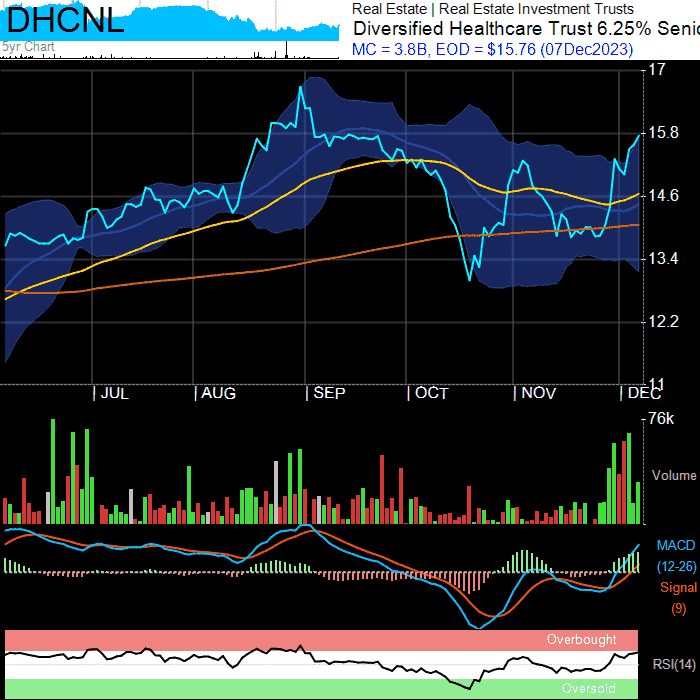 DHCNL
5yr Chart
Real Estate | Real Estate Investment Trusts
Diversified Healthcare Trust 6.25% Senic
MC = 3.8B, EOD = $15.76 (07Dec2023)
17
15.8
14.6
13.4
12.2
11
| JUL | AUG | SEP | OCT | NOV | DEC
76k
Volume
MACD
(12-26)
Signal
(9)
Overbought
RSI(14)
Oversold